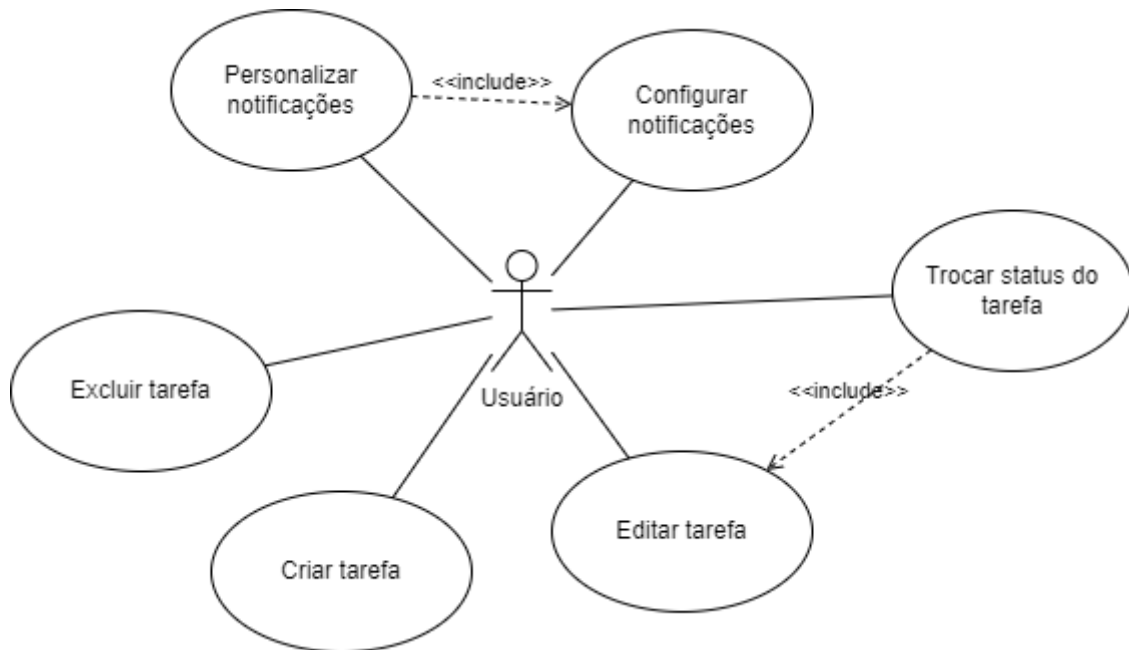 Personalizar
notificações
<<include>>
Configurar
notificações
Trocar status do
tarefa
Excluir tarefa
Usuário
<<include>>
Criar tarefa
Editar tarefa